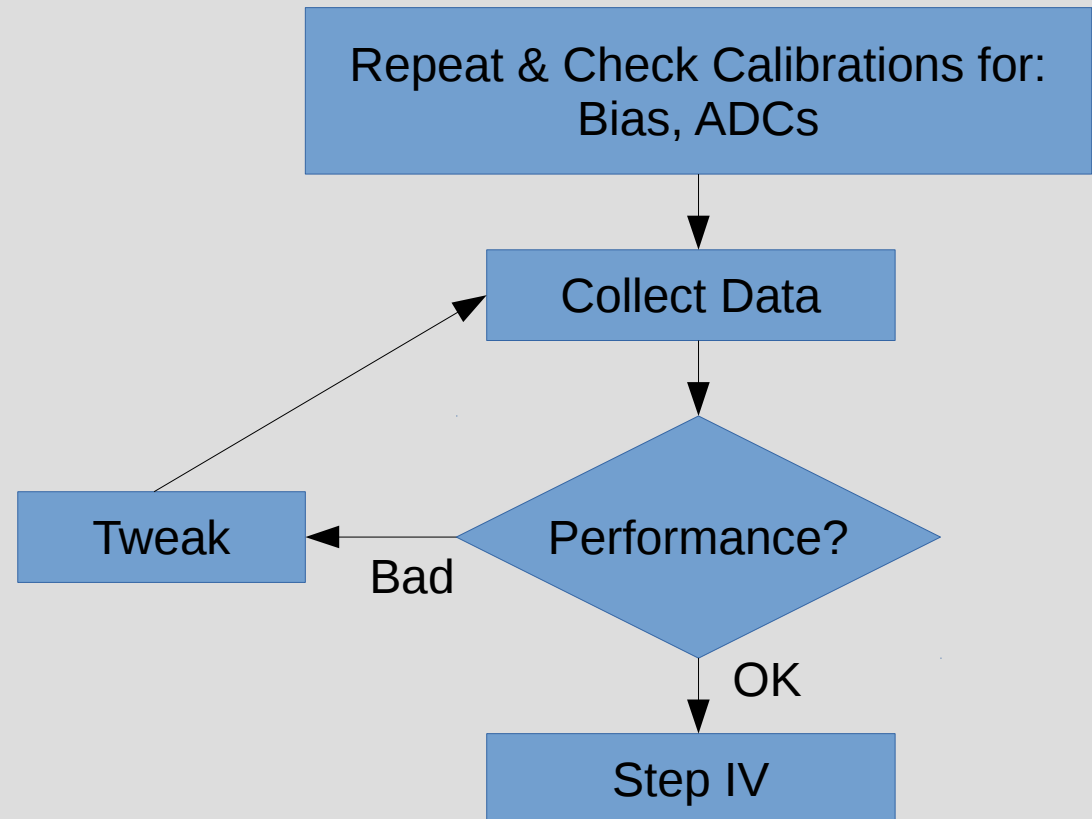 Repeat & Check Calibrations for:
Bias, ADCs
Collect Data
Tweak
Performance?
Bad
OK
Step IV